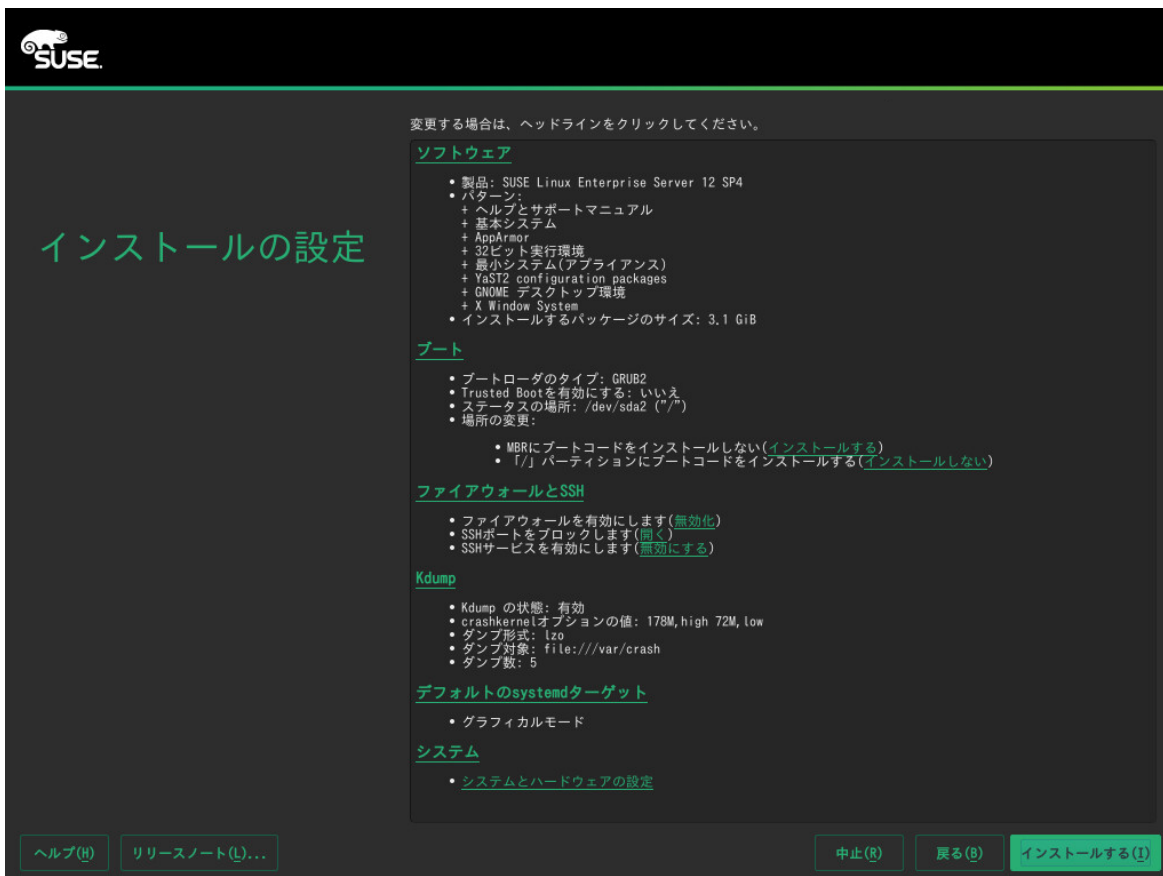 SUSE.
変更する場合は、ヘッドラインをクリックしてください。
インストールの設定
ソフトウェア
• 製品: SUSE Linux Enterprise Server 12 SP4
• パターン:
+ ヘルプとサポートマニュアル
+ 基本システム
+ AppArmor
+ 32ビット実行環境
+ 最小システム(アプライアンス)
+ YaST2 configuration packages
+ GNOME デスクトップ環境
+ X Window System
• インストールするパッケージのサイズ: 3.1 GiB
ブート
• ブートローダのタイプ: GRUB2
• Trusted Bootを有効にする: いいえ
• ステータスの場所: /dev/sda2 ("/")
• 場所の変更:
• MBRにブートコードをインストールしない(インストールする)
• 「/」パーティションにブートコードをインストールする(インストールしない)
ファイアウォールとSSH
• ファイアウォールを有効にします(無効化)
• SSHポートをブロックします(開く)
• SSHサービスを有効にします(無効にする)
Kdump
• Kdump の状態: 有効
• crashkernelオプションの値: 178M,high 72M,low
• ダンプ形式: lzo
• ダンプ対象: file:///var/crash
• ダンプ数: 5
デフォルトのsystemdターゲット
• グラフィカルモード
システム
• システムとハードウェアの設定
ヘルプ(H) リリースノート(L)... 中止(R) 戻る(B) インストールする(I)